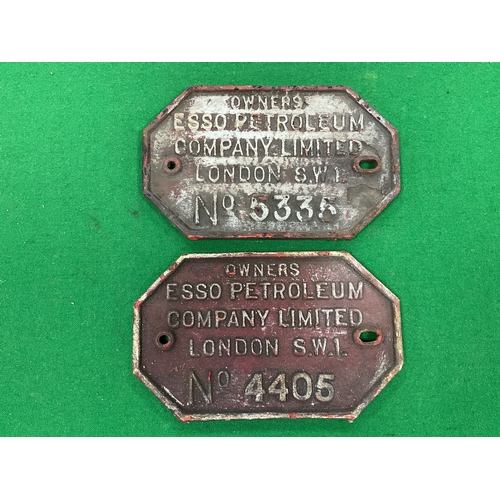 OWNERS
ESSO PETROLEUM
COMPANY LIMITED
LONDON S.W.1.
Nº 5335
OWNERS
ESSO PETROLEUM
COMPANY LIMITED
LONDON S.W.1.
Nº 4405